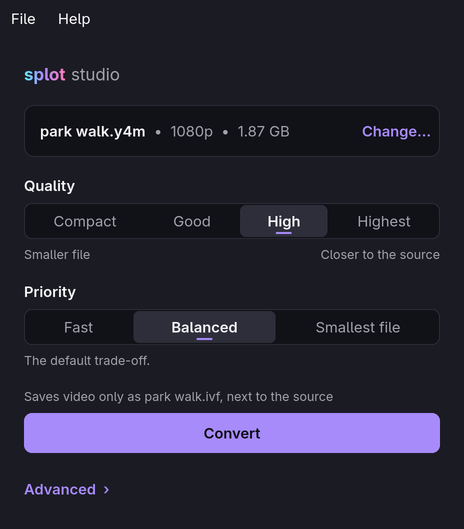 File Help
splot studio
park walk.y4m • 1080p • 1.87 GB Change...
Quality
Compact Good High Highest
Smaller file Closer to the source
Priority
Fast Balanced Smallest file
The default trade-off.
Saves video only as park walk.ivf, next to the source
Convert
Advanced ›